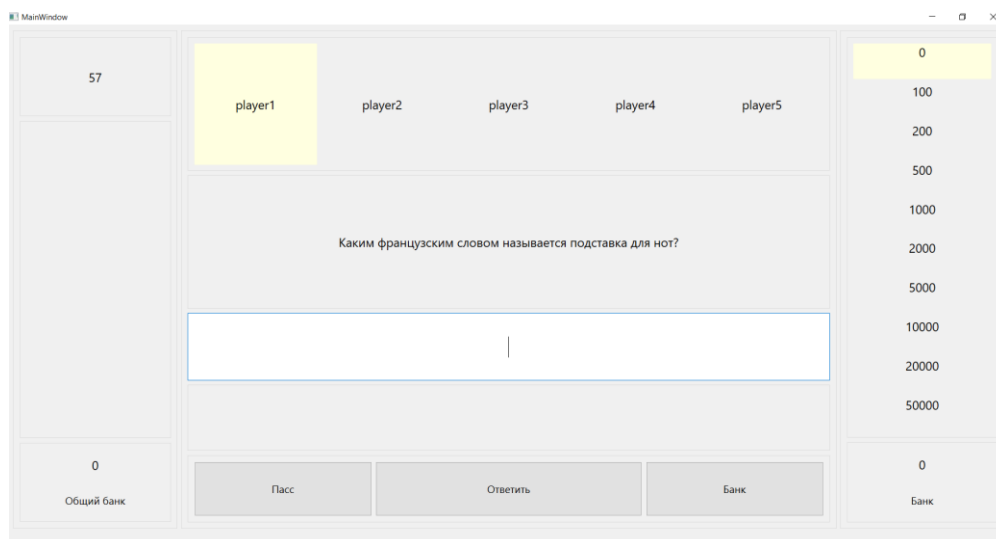 MainWindow
57
0
Общий банк
player1 player2 player3 player4 player5
Каким французским словом называется подставка для нот?
Пасс Ответить Банк
0
100
200
500
1000
2000
5000
10000
20000
50000
0
Банк